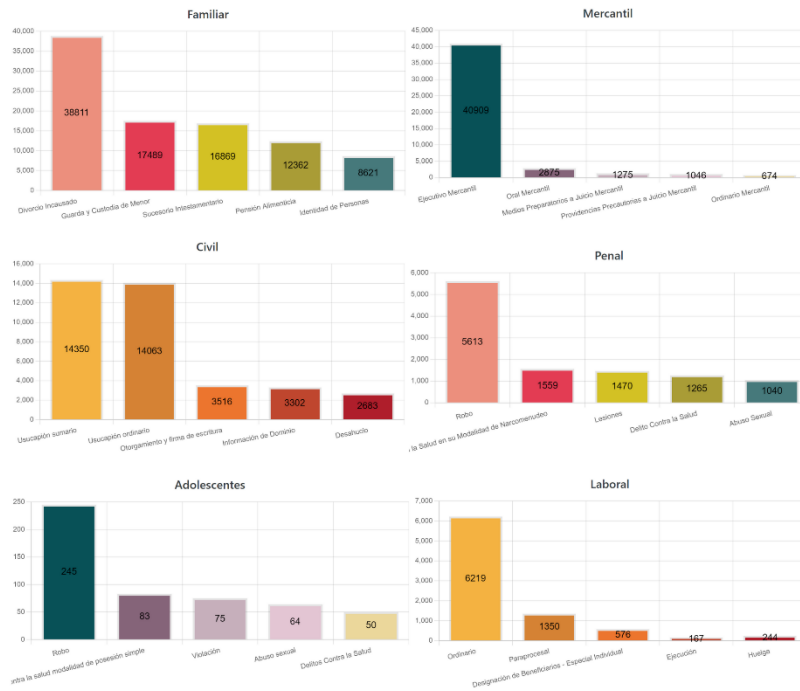 Familiar
40,000
35,000
30,000
25,000
20,000
15,000
10,000
5,000
0
38811
17489
16869
12362
8621
Divorcio Incausado
Guarda y Custodia de Menor
Sucesorio Intestamentario
Pensión Alimenticia
Identidad de Personas
Mercantil
45,000
40,000
35,000
30,000
25,000
20,000
15,000
10,000
5,000
0
40909
2875
1275
1046
674
Ejecutivo Mercantil
Oral Mercantil
Medios Preparatorios a Juicio Mercantil
Providencias Precautorias a Juicio Mercantil
Ordinario Mercantil
Civil
16,000
14,000
12,000
10,000
8,000
6,000
4,000
2,000
0
14350
14063
3516
3302
2683
Usucapión sumario
Usucapión ordinario
Otorgamiento y firma de escritura
Información de Dominio
Desahucio
Penal
6,000
5,000
4,000
3,000
2,000
1,000
0
5613
1559
1470
1265
1040
Robo
la Salud en su Modalidad de Narcomenudeo
Lesiones
Delito Contra la Salud
Abuso Sexual
Adolescentes
250
200
150
100
50
0
245
83
75
64
50
Robo
ontra la salud modalidad de posesión simple
Violación
Abuso sexual
Delitos Contra la Salud
Laboral
7,000
6,000
5,000
4,000
3,000
2,000
1,000
0
6219
1350
576
167
244
Ordinario
Paraprocesal
Designación de Beneficiarios - Especial Individual
Ejecución
Huelga